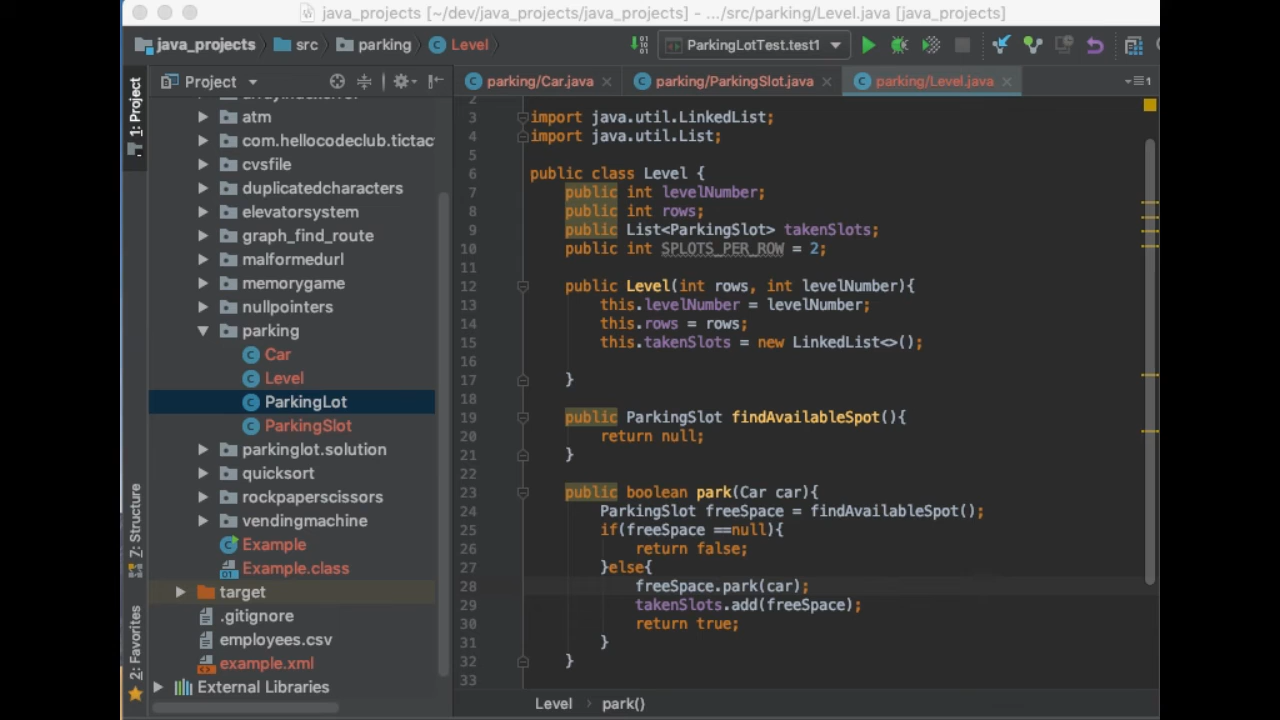 java_projects [~/dev/java_projects/java_projects] - .../src/parking/Level.java [java_projects]
java_projects src parking Level ParkingLotTest.test1
1: Project
7: Structure
2: Favorites
Project
atm
com.hellocodeclub.tictac
cvsfile
duplicatedcharacters
elevatorsystem
graph_find_route
malformedurl
memorygame
nullpointers
parking
Car
Level
ParkingLot
ParkingSlot
parkinglot.solution
quicksort
rockpaperscissors
vendingmachine
Example
Example.class
target
.gitignore
employees.csv
example.xml
External Libraries
parking/Car.java parking/ParkingSlot.java parking/Level.java 1
2
3 import java.util.LinkedList;
4 import java.util.List;
5
6 public class Level {
7 public int levelNumber;
8 public int rows;
9 public List<ParkingSlot> takenSlots;
10 public int SPLOTS_PER_ROW = 2;
11
12 public Level(int rows, int levelNumber){
13 this.levelNumber = levelNumber;
14 this.rows = rows;
15 this.takenSlots = new LinkedList<>();
16
17 }
18
19 public ParkingSlot findAvailableSpot(){
20 return null;
21 }
22
23 public boolean park(Car car){
24 ParkingSlot freeSpace = findAvailableSpot();
25 if(freeSpace ==null){
26 return false;
27 }else{
28 freeSpace.park(car);
29 takenSlots.add(freeSpace);
30 return true;
31 }
32 }
33
Level park()